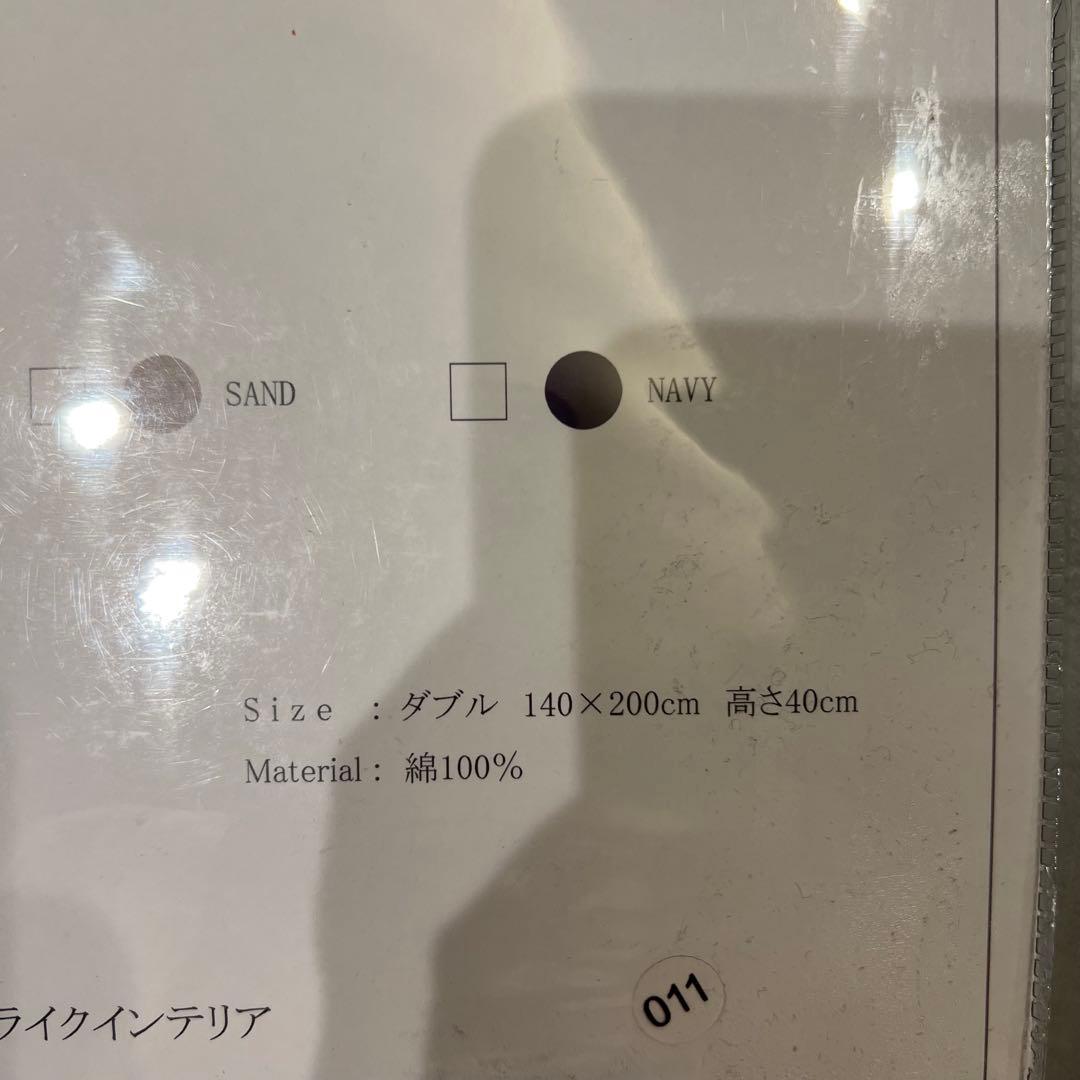 SAND NAVY
Size : ダブル 140×200cm 高さ40cm
Material : 綿100%
ライクインテリア
011